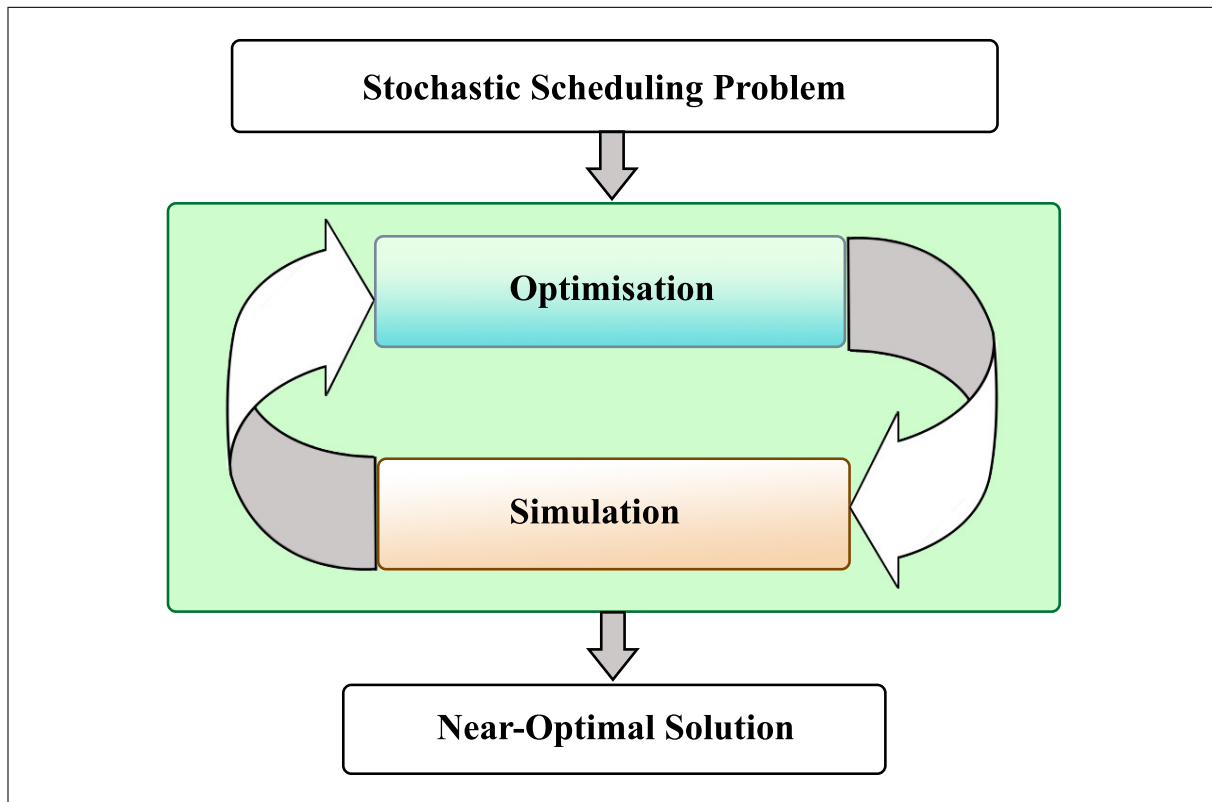 Stochastic Scheduling Problem
Optimisation
Simulation
Near-Optimal Solution